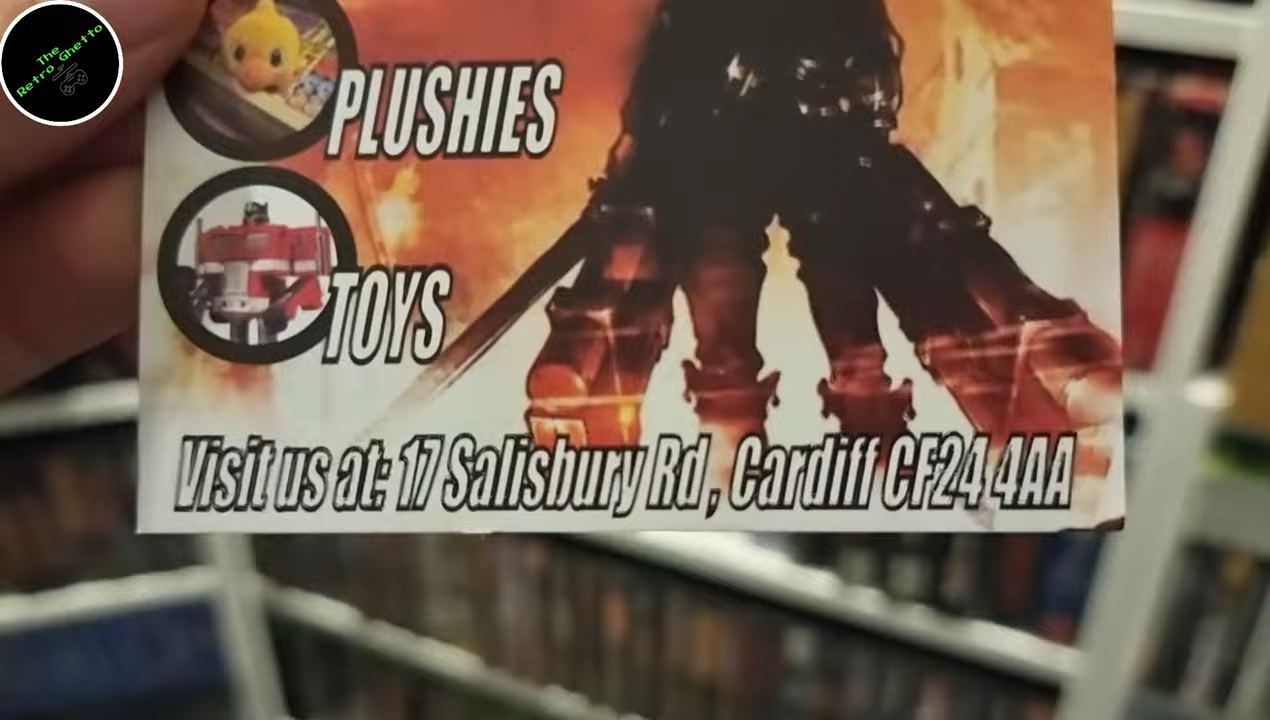 The
Retro Ghetto
PLUSHIES
TOYS
Visit us at: 17 Salisbury Rd , Cardiff CF24 4AA